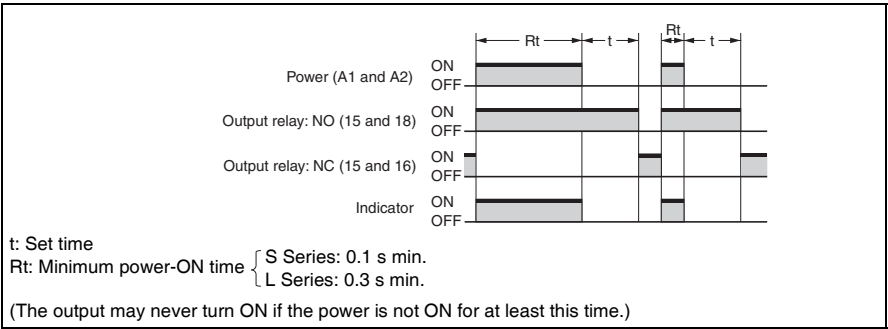 Rt t Rt t
Power (A1 and A2) ON
OFF
Output relay: NO (15 and 18) ON
OFF
Output relay: NC (15 and 16) ON
OFF
Indicator ON
OFF
t: Set time
Rt: Minimum power-ON time { S Series: 0.1 s min.
L Series: 0.3 s min.
(The output may never turn ON if the power is not ON for at least this time.)